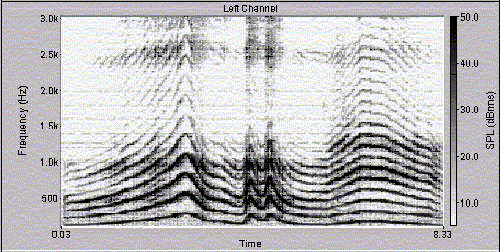 Left Channel
3.0k
2.5k
2.0k
1.5k
1.0k
500
Frequency (Hz)
0.03
Time
8.33
50.0
40.0
30.0
20.0
10.0
SPL (dBrms)